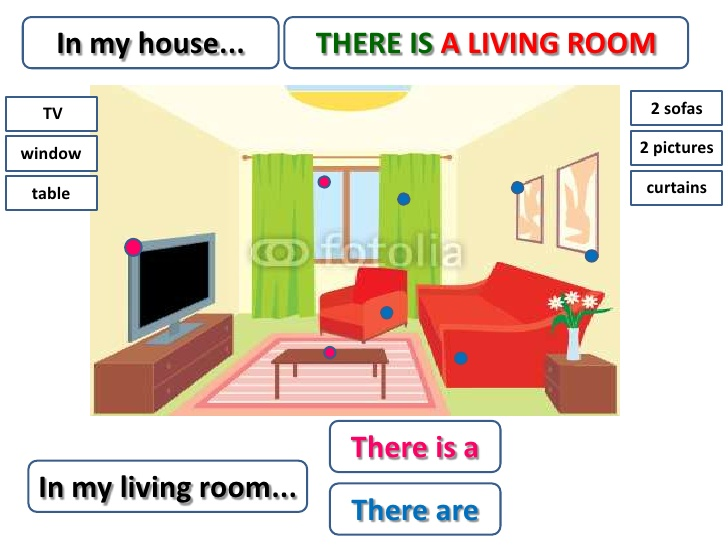 In my house...
THERE IS A LIVING ROOM
TV
window
table
2 sofas
2 pictures
curtains
fotolia
There is a
In my living room...
There are